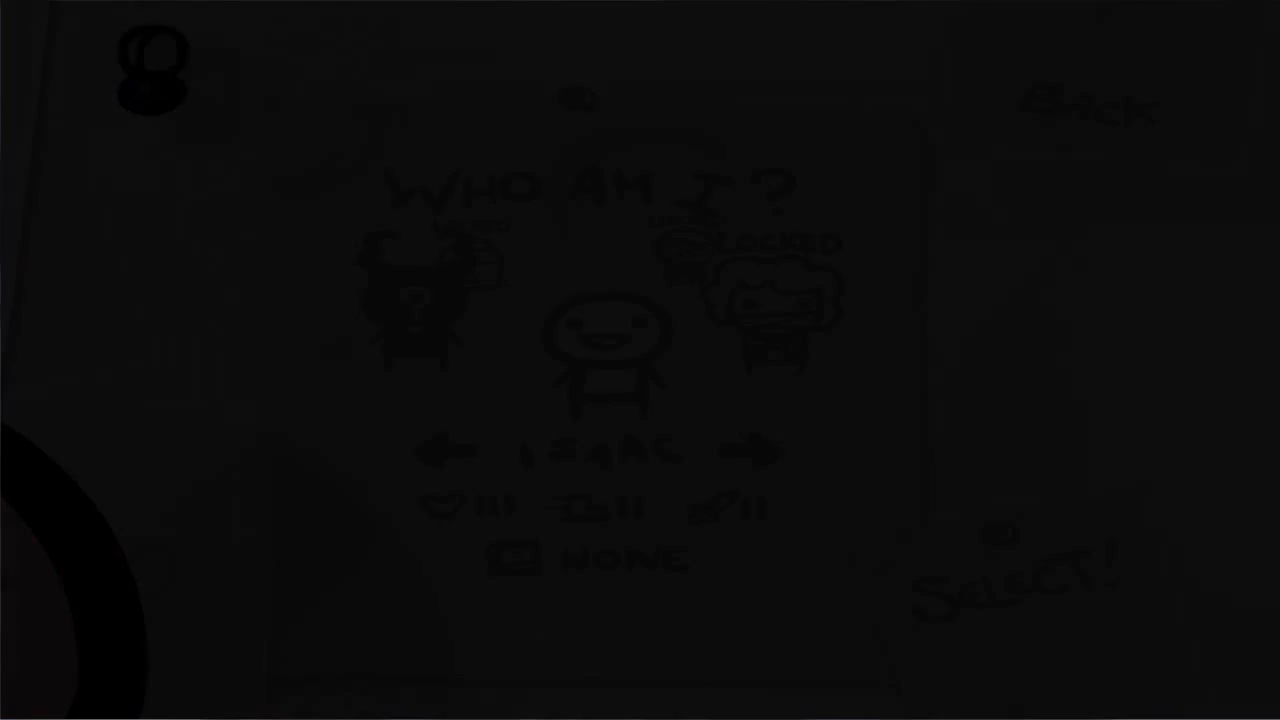 BACK
WHO AM I?
LOCKED
ISAAC
NONE
SELECT!